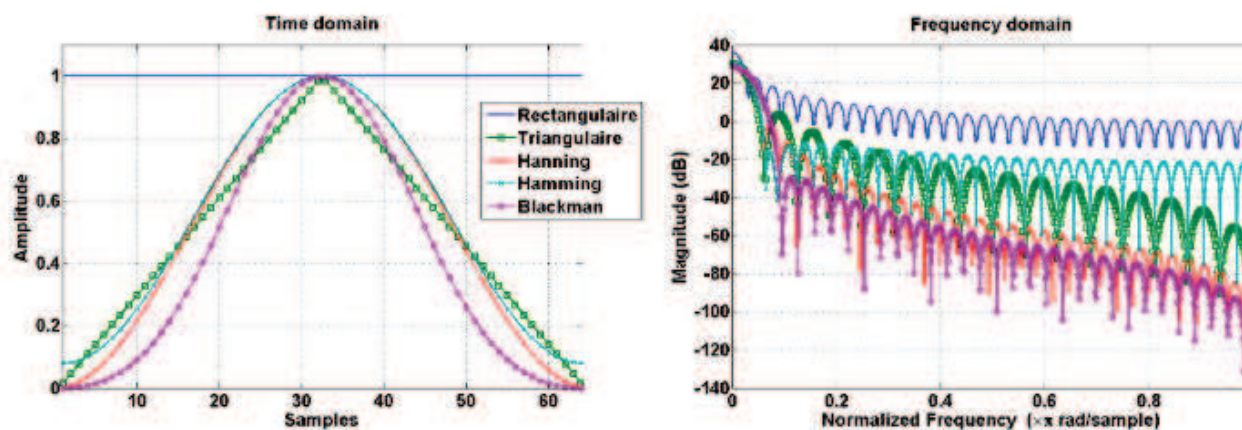 Time domain
Amplitude
1
0.8
0.6
0.4
0.2
0
10
20
30
40
50
60
Samples
Rectangulaire
Triangulaire
Hanning
Hamming
Blackman
Frequency domain
Magnitude (dB)
40
20
0
-20
-40
-60
-80
-100
-120
-140
0
0.2
0.4
0.6
0.8
Normalized Frequency (×π rad/sample)